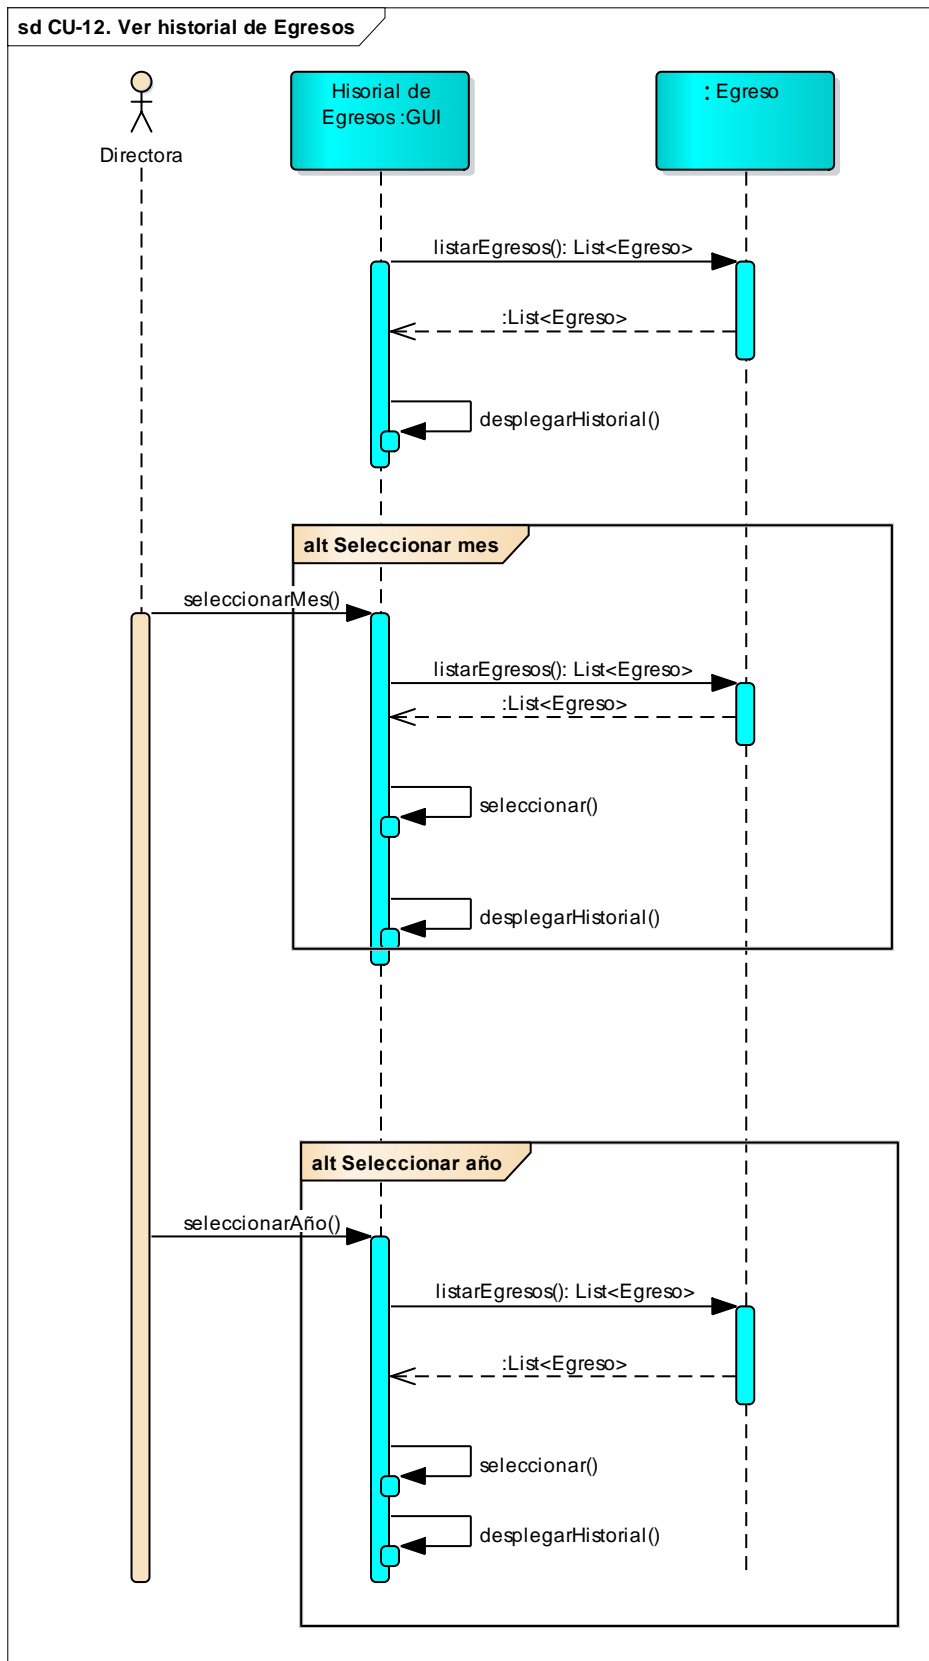 sd CU-12. Ver historial de Egresos
Directora
Hisorial de
Egresos :GUI
: Egreso
listarEgresos(): List<Egreso>
:List<Egreso>
desplegarHistorial()
alt Seleccionar mes
seleccionarMes()
listarEgresos(): List<Egreso>
:List<Egreso>
seleccionar()
desplegarHistorial()
alt Seleccionar año
seleccionarAño()
listarEgresos(): List<Egreso>
:List<Egreso>
seleccionar()
desplegarHistorial()